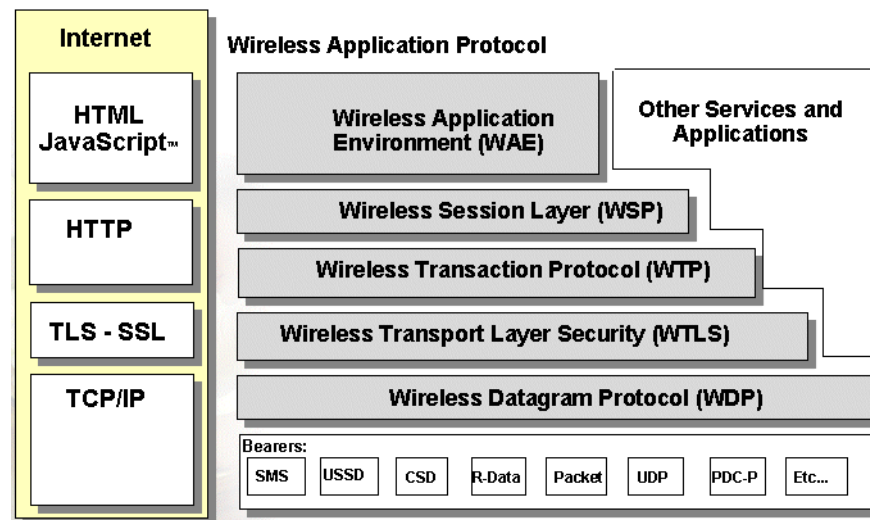 Internet
HTML
JavaScript™
HTTP
TLS - SSL
TCP/IP
Wireless Application Protocol
Wireless Application
Environment (WAE)
Other Services and
Applications
Wireless Session Layer (WSP)
Wireless Transaction Protocol (WTP)
Wireless Transport Layer Security (WTLS)
Wireless Datagram Protocol (WDP)
Bearers:
SMS USSD CSD R-Data Packet UDP PDC-P Etc...